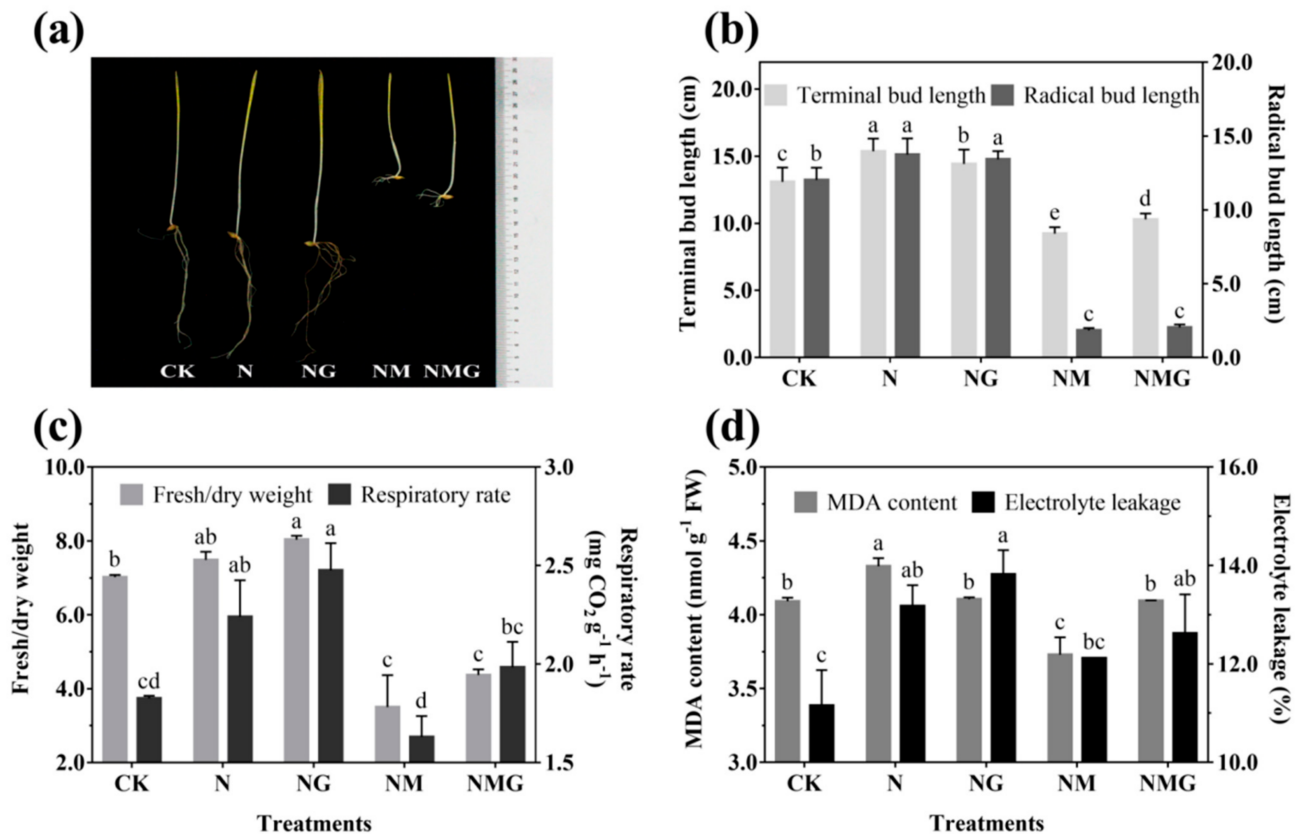 (a)
CK N NG NM NMG
(b)
Terminal bud length (cm)
20.0
15.0
10.0
5.0
0.0
Terminal bud length Radical bud length
c b a a b a e c d c
20.0
15.0
10.0
5.0
0.0
Radical bud length (cm)
CK N NG NM NMG
(c)
Fresh/dry weight
10.0
8.0
6.0
4.0
2.0
Fresh/dry weight Respiratory rate
b cd ab ab a a c d c bc
3.0
2.5
2.0
1.5
Respiratory rate
(mg CO₂ g⁻¹ h⁻¹)
CK N NG NM NMG
Treatments
(d)
MDA content (nmol g⁻¹ FW)
5.0
4.5
4.0
3.5
3.0
MDA content Electrolyte leakage
b c a ab b a c bc b ab
16.0
14.0
12.0
10.0
Electrolyte leakage (%)
CK N NG NM NMG
Treatments